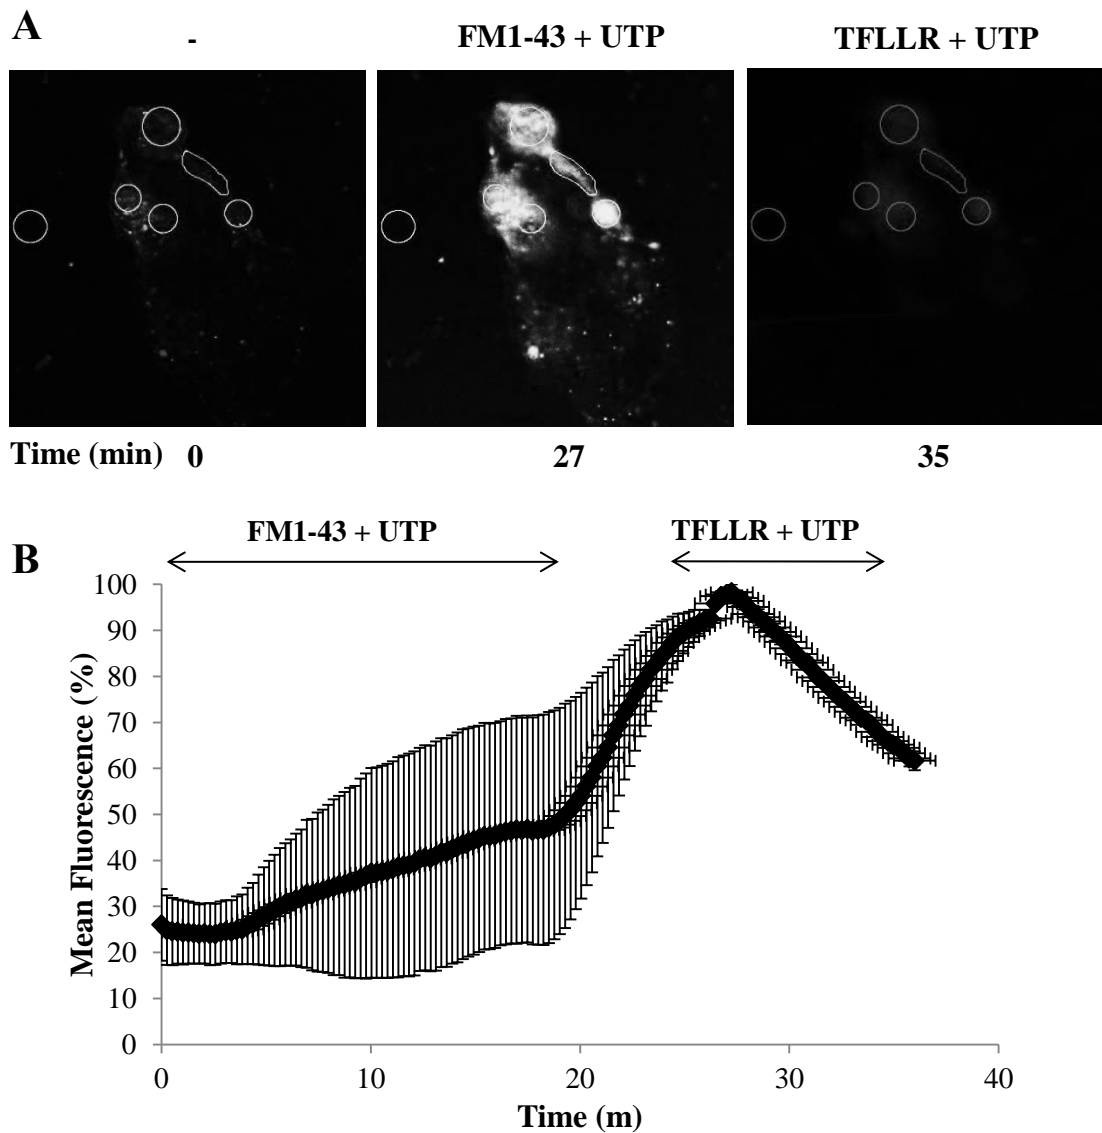 A
- FM1-43 + UTP TFLLR + UTP
Time (min) 0 27 35
B
FM1-43 + UTP TFLLR + UTP
Mean Fluorescence (%)
100
90
80
70
60
50
40
30
20
10
0
0 10 20 30 40
Time (m)